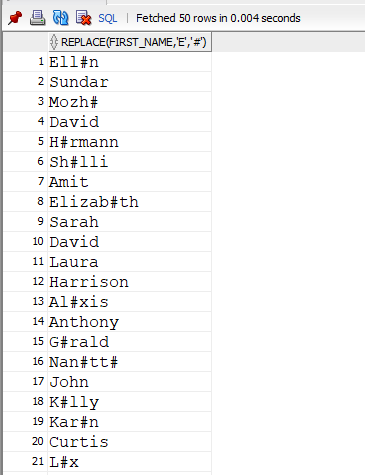 SQL | Fetched 50 rows in 0.004 seconds
REPLACE(FIRST_NAME,'E','#')
1 Ell#n
2 Sundar
3 Mozh#
4 David
5 H#rmann
6 Sh#lli
7 Amit
8 Elizab#th
9 Sarah
10 David
11 Laura
12 Harrison
13 Al#xis
14 Anthony
15 G#rald
16 Nan#tt#
17 John
18 K#lly
19 Kar#n
20 Curtis
21 L#x